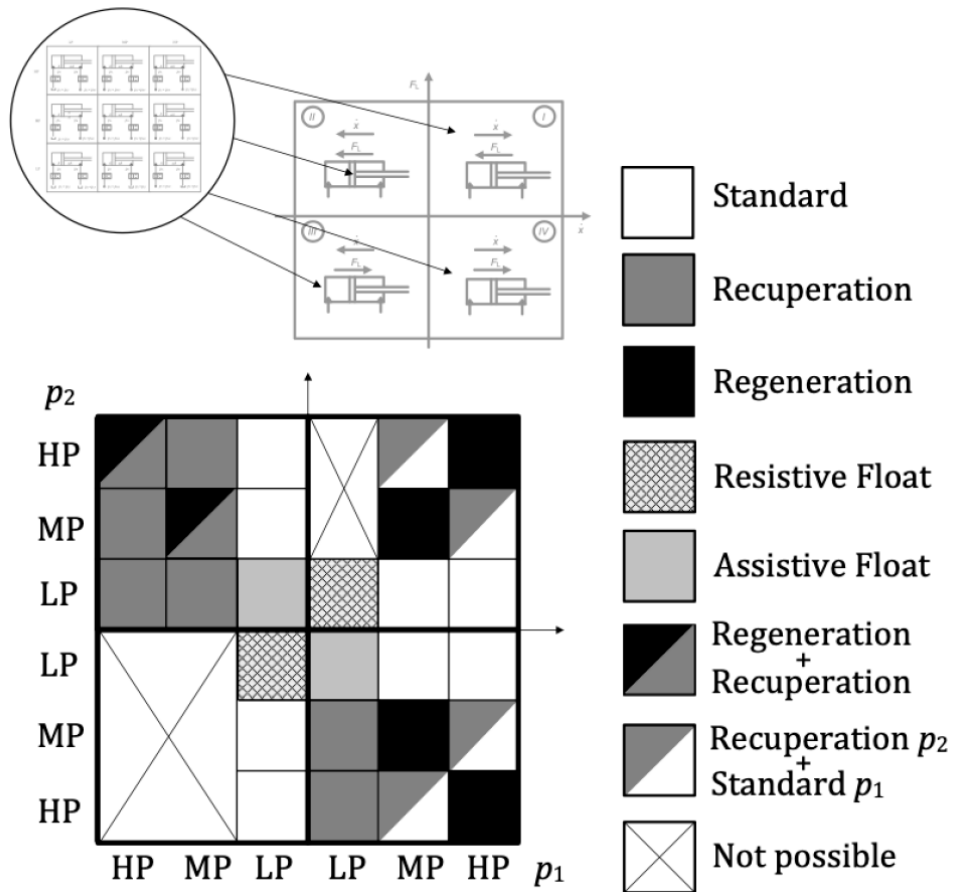 F_L
II
I
ẋ
ẋ
F_L
F_L
ẋ
III
IV
ẋ
ẋ
F_L
F_L
Standard
Recuperation
Regeneration
Resistive Float
Assistive Float
Regeneration
+
Recuperation
Recuperation p₂
+
Standard p₁
Not possible
p₂
HP
MP
LP
LP
MP
HP
HP MP LP LP MP HP p₁